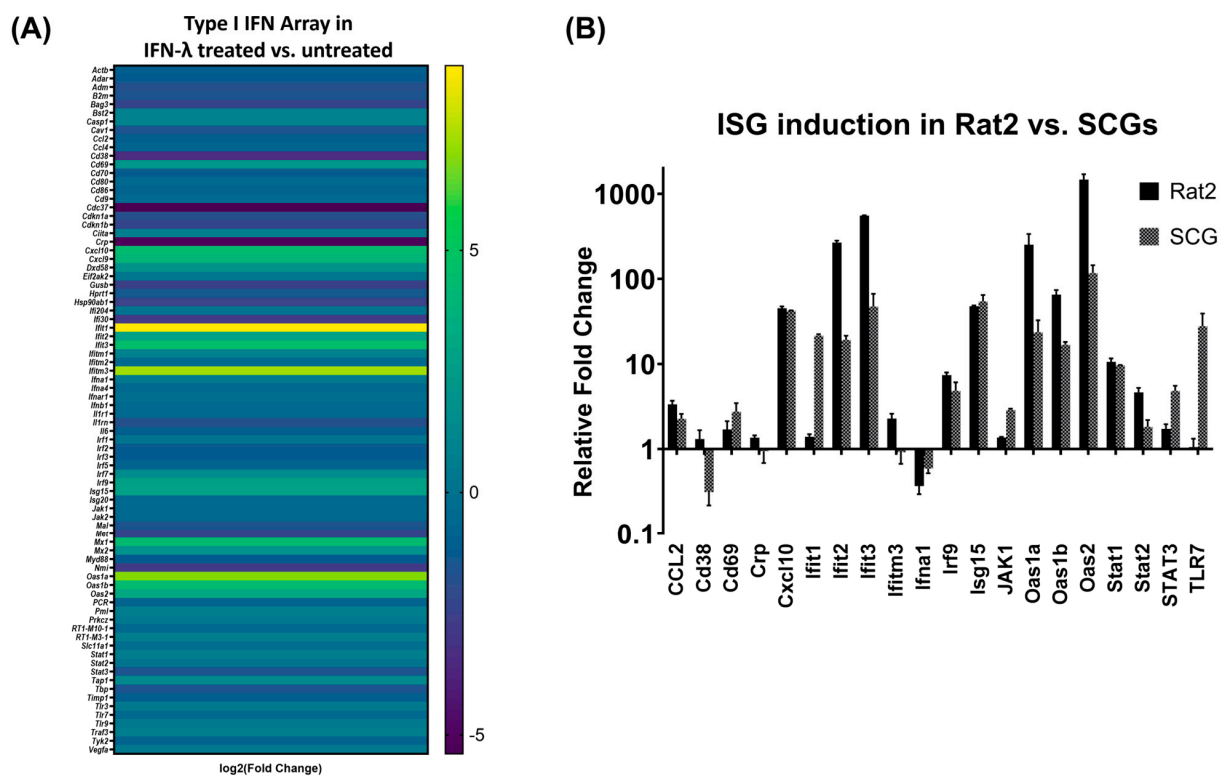 (A)
Type I IFN Array in
IFN-λ treated vs. untreated
Actb
Adar
Adm
B2m
Bag3
Bst2
Casp1
Cav1
Ccl2
Ccl4
Cd38
Cd69
Cd70
Cd80
Cd86
Cd9
Cdc37
Cdkn1a
Cdkn1b
Ciita
Crp
Cxcl10
Cxcl9
Dxd58
Eif2ak2
Gusb
Hprt1
Hsp90ab1
Ifi204
Ifi30
Ifit1
Ifit2
Ifit3
Ifitm1
Ifitm2
Ifitm3
Ifna1
Ifna4
Ifnar1
Ifnb1
Il1r1
Il1rn
Il6
Irf1
Irf2
Irf3
Irf5
Irf7
Irf9
Isg15
Isg20
Jak1
Jak2
Mal
Met
Mx1
Mx2
Myd88
Nmi
Oas1a
Oas1b
Oas2
PCR
Pml
Prkcz
RT1-M10-1
RT1-M3-1
Slc11a1
Stat1
Stat2
Stat3
Tap1
Tbp
Timp1
Tlr3
Tlr7
Tlr9
Traf3
Tyk2
Vegfa
log2(Fold Change)
5
0
-5
(B)
ISG induction in Rat2 vs. SCGs
Relative Fold Change
1000
100
10
1
0.1
Rat2
SCG
CCL2
Cd38
Cd69
Crp
Cxcl10
Ifit1
Ifit2
Ifit3
Ifitm3
Ifna1
Irf9
Isg15
JAK1
Oas1a
Oas1b
Oas2
Stat1
Stat2
STAT3
TLR7